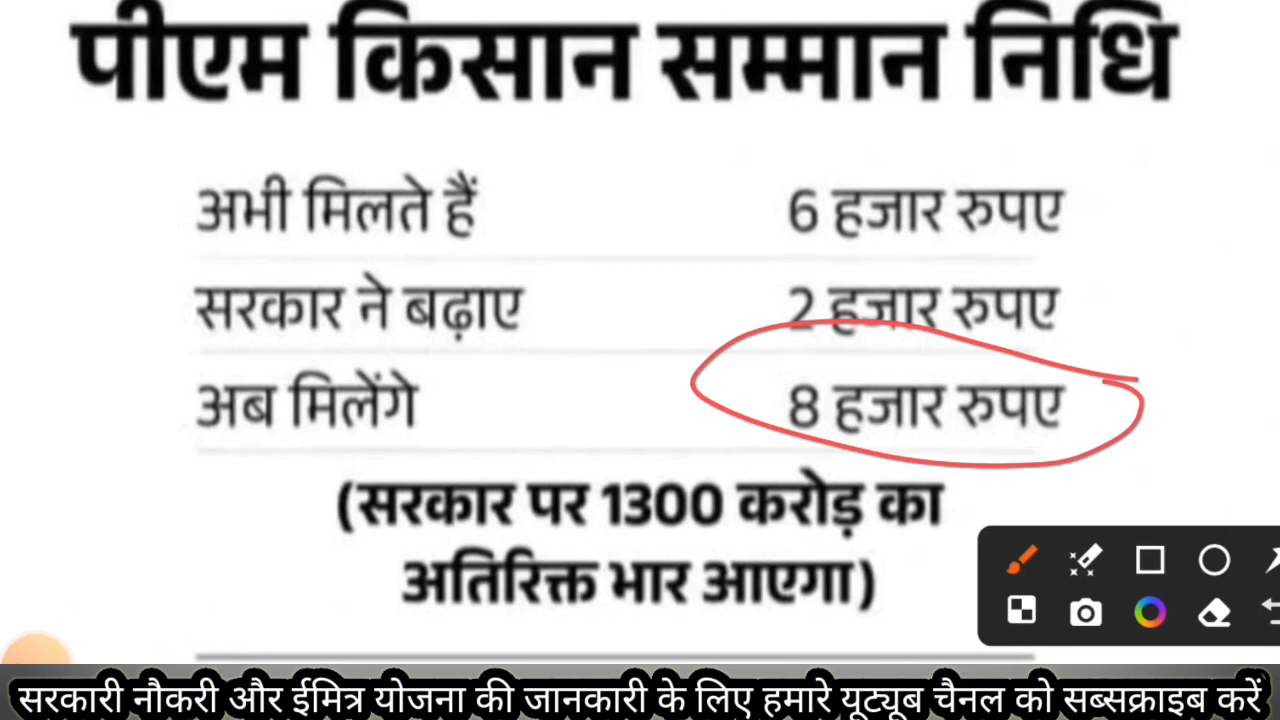 पीएम किसान सम्मान निधि
अभी मिलते हैं 6 हजार रुपए
सरकार ने बढ़ाए 2 हजार रुपए
अब मिलेंगे 8 हजार रुपए
(सरकार पर 1300 करोड़ का
अतिरिक्त भार आएगा)
सरकारी नौकरी और ईमित्र योजना की जानकारी के लिए हमारे यूट्यूब चैनल को सब्सक्राइब करें